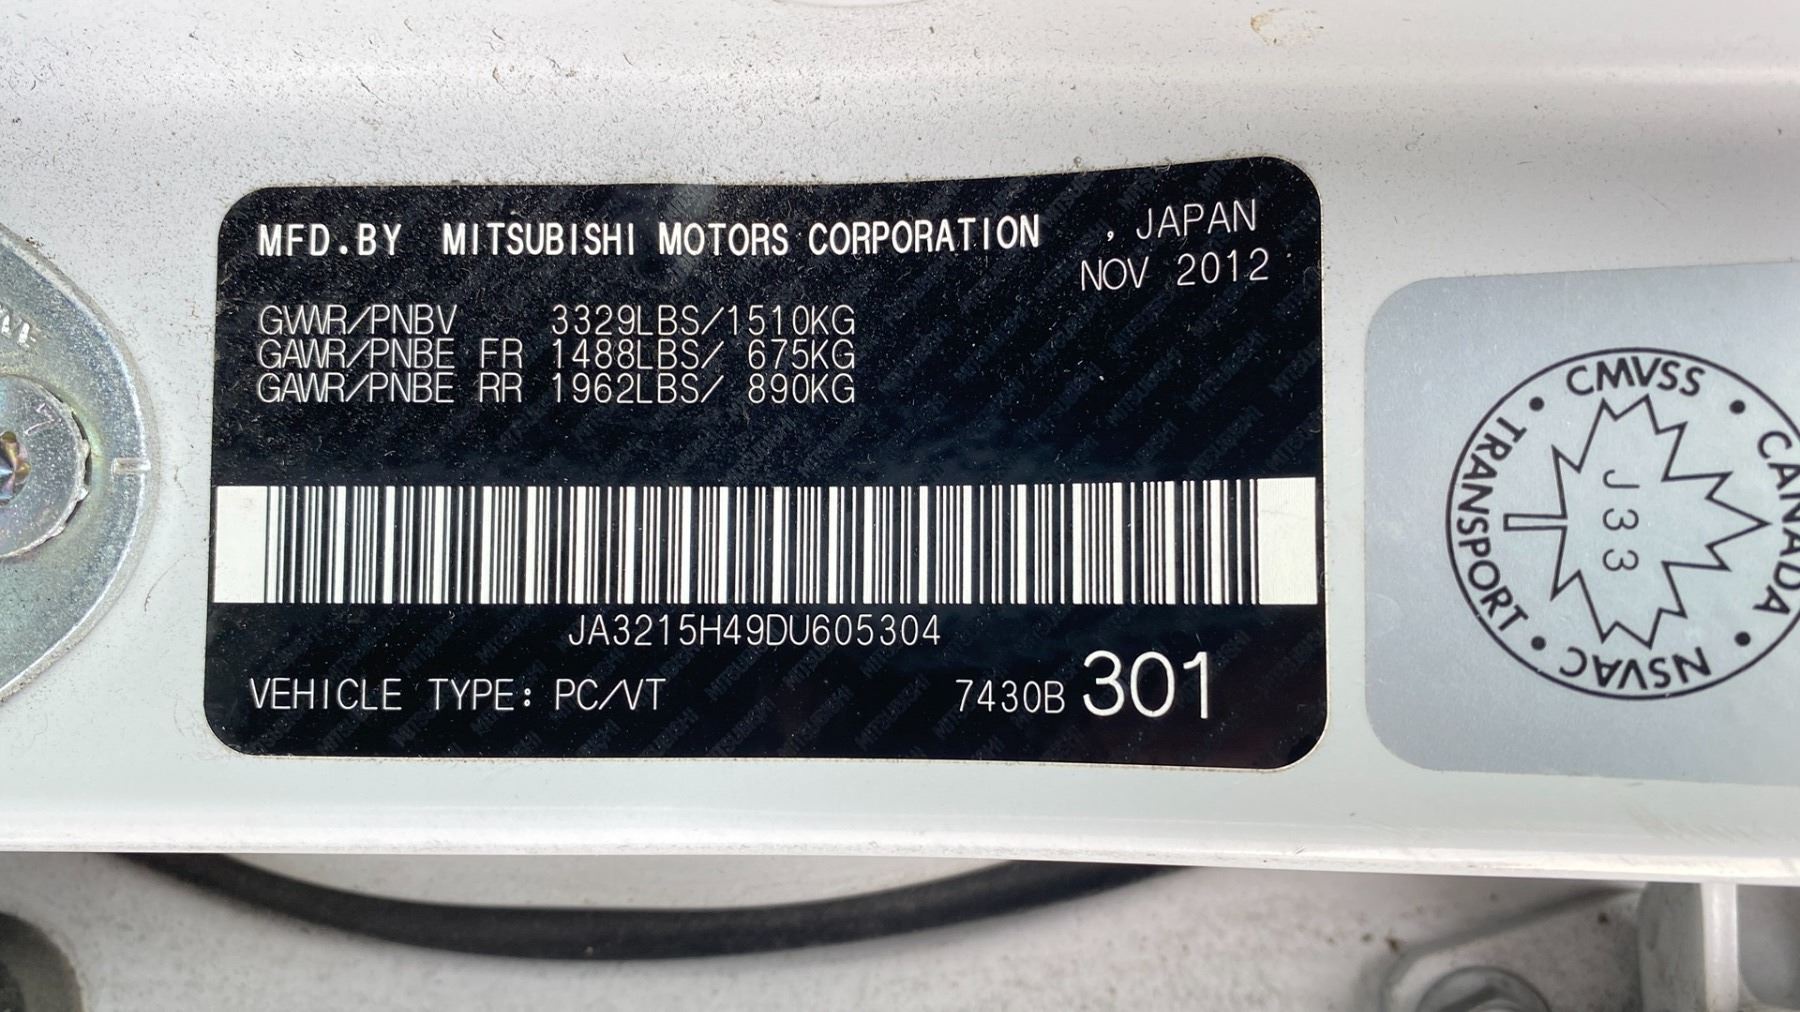 MFD.BY MITSUBISHI MOTORS CORPORATION , JAPAN
NOV 2012
GVWR/PNBV 3329LBS/1510KG
GAWR/PNBE FR 1488LBS/ 675KG
GAWR/PNBE RR 1962LBS/ 890KG
JA3215H49DU605304
VEHICLE TYPE: PC/VT 7430B 301
CMVSS • CANADA • NSVAC • TRANSPORT •
J33
7